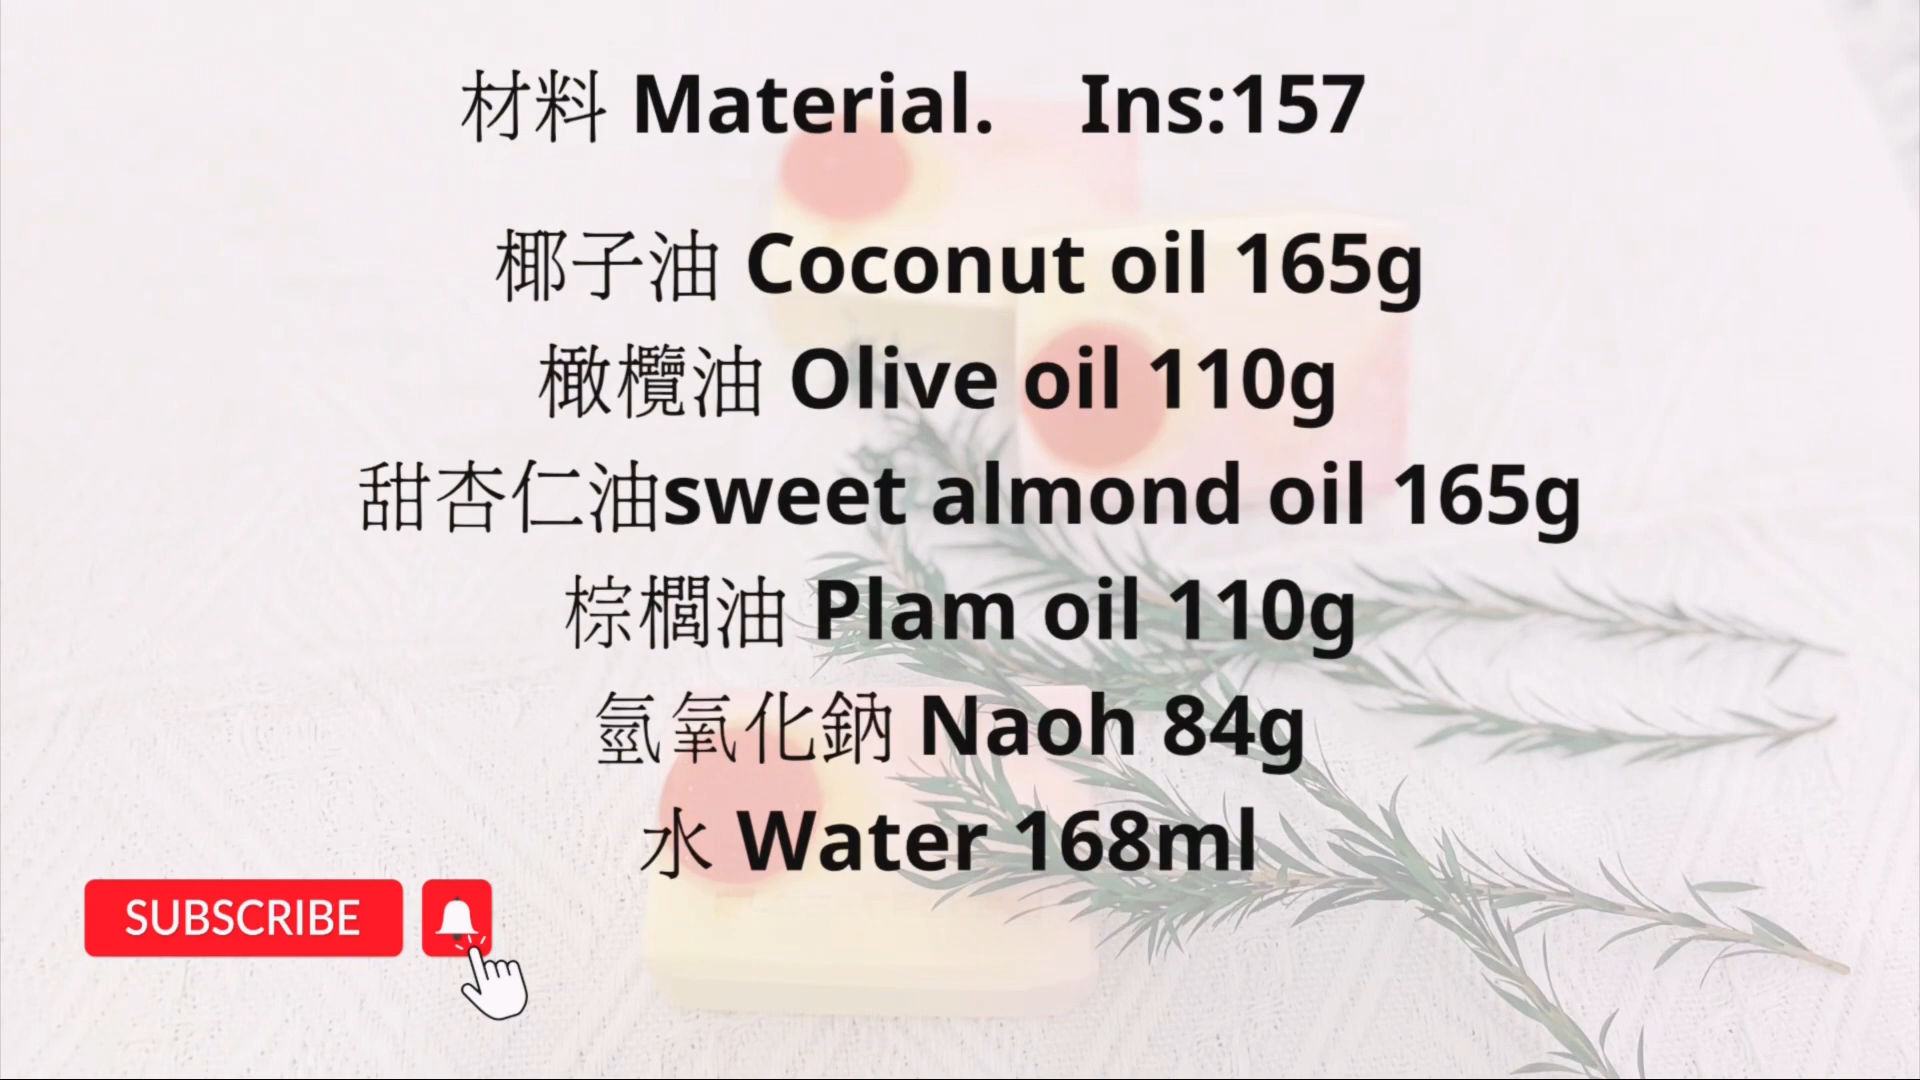 材料 Material. Ins:157
椰子油 Coconut oil 165g
橄欖油 Olive oil 110g
甜杏仁油sweet almond oil 165g
棕櫚油 Plam oil 110g
氫氧化鈉 Naoh 84g
水 Water 168ml
SUBSCRIBE